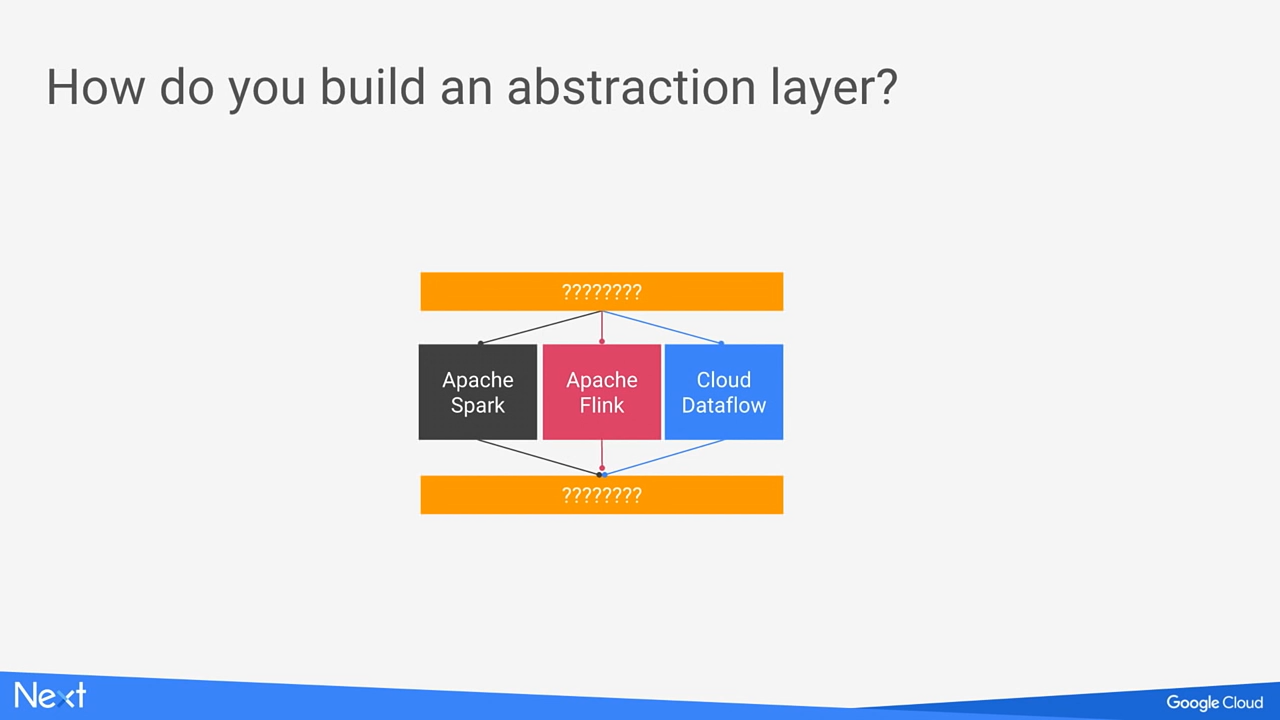 How do you build an abstraction layer?
????????
Apache
Spark
Apache
Flink
Cloud
Dataflow
????????
Next
Google Cloud